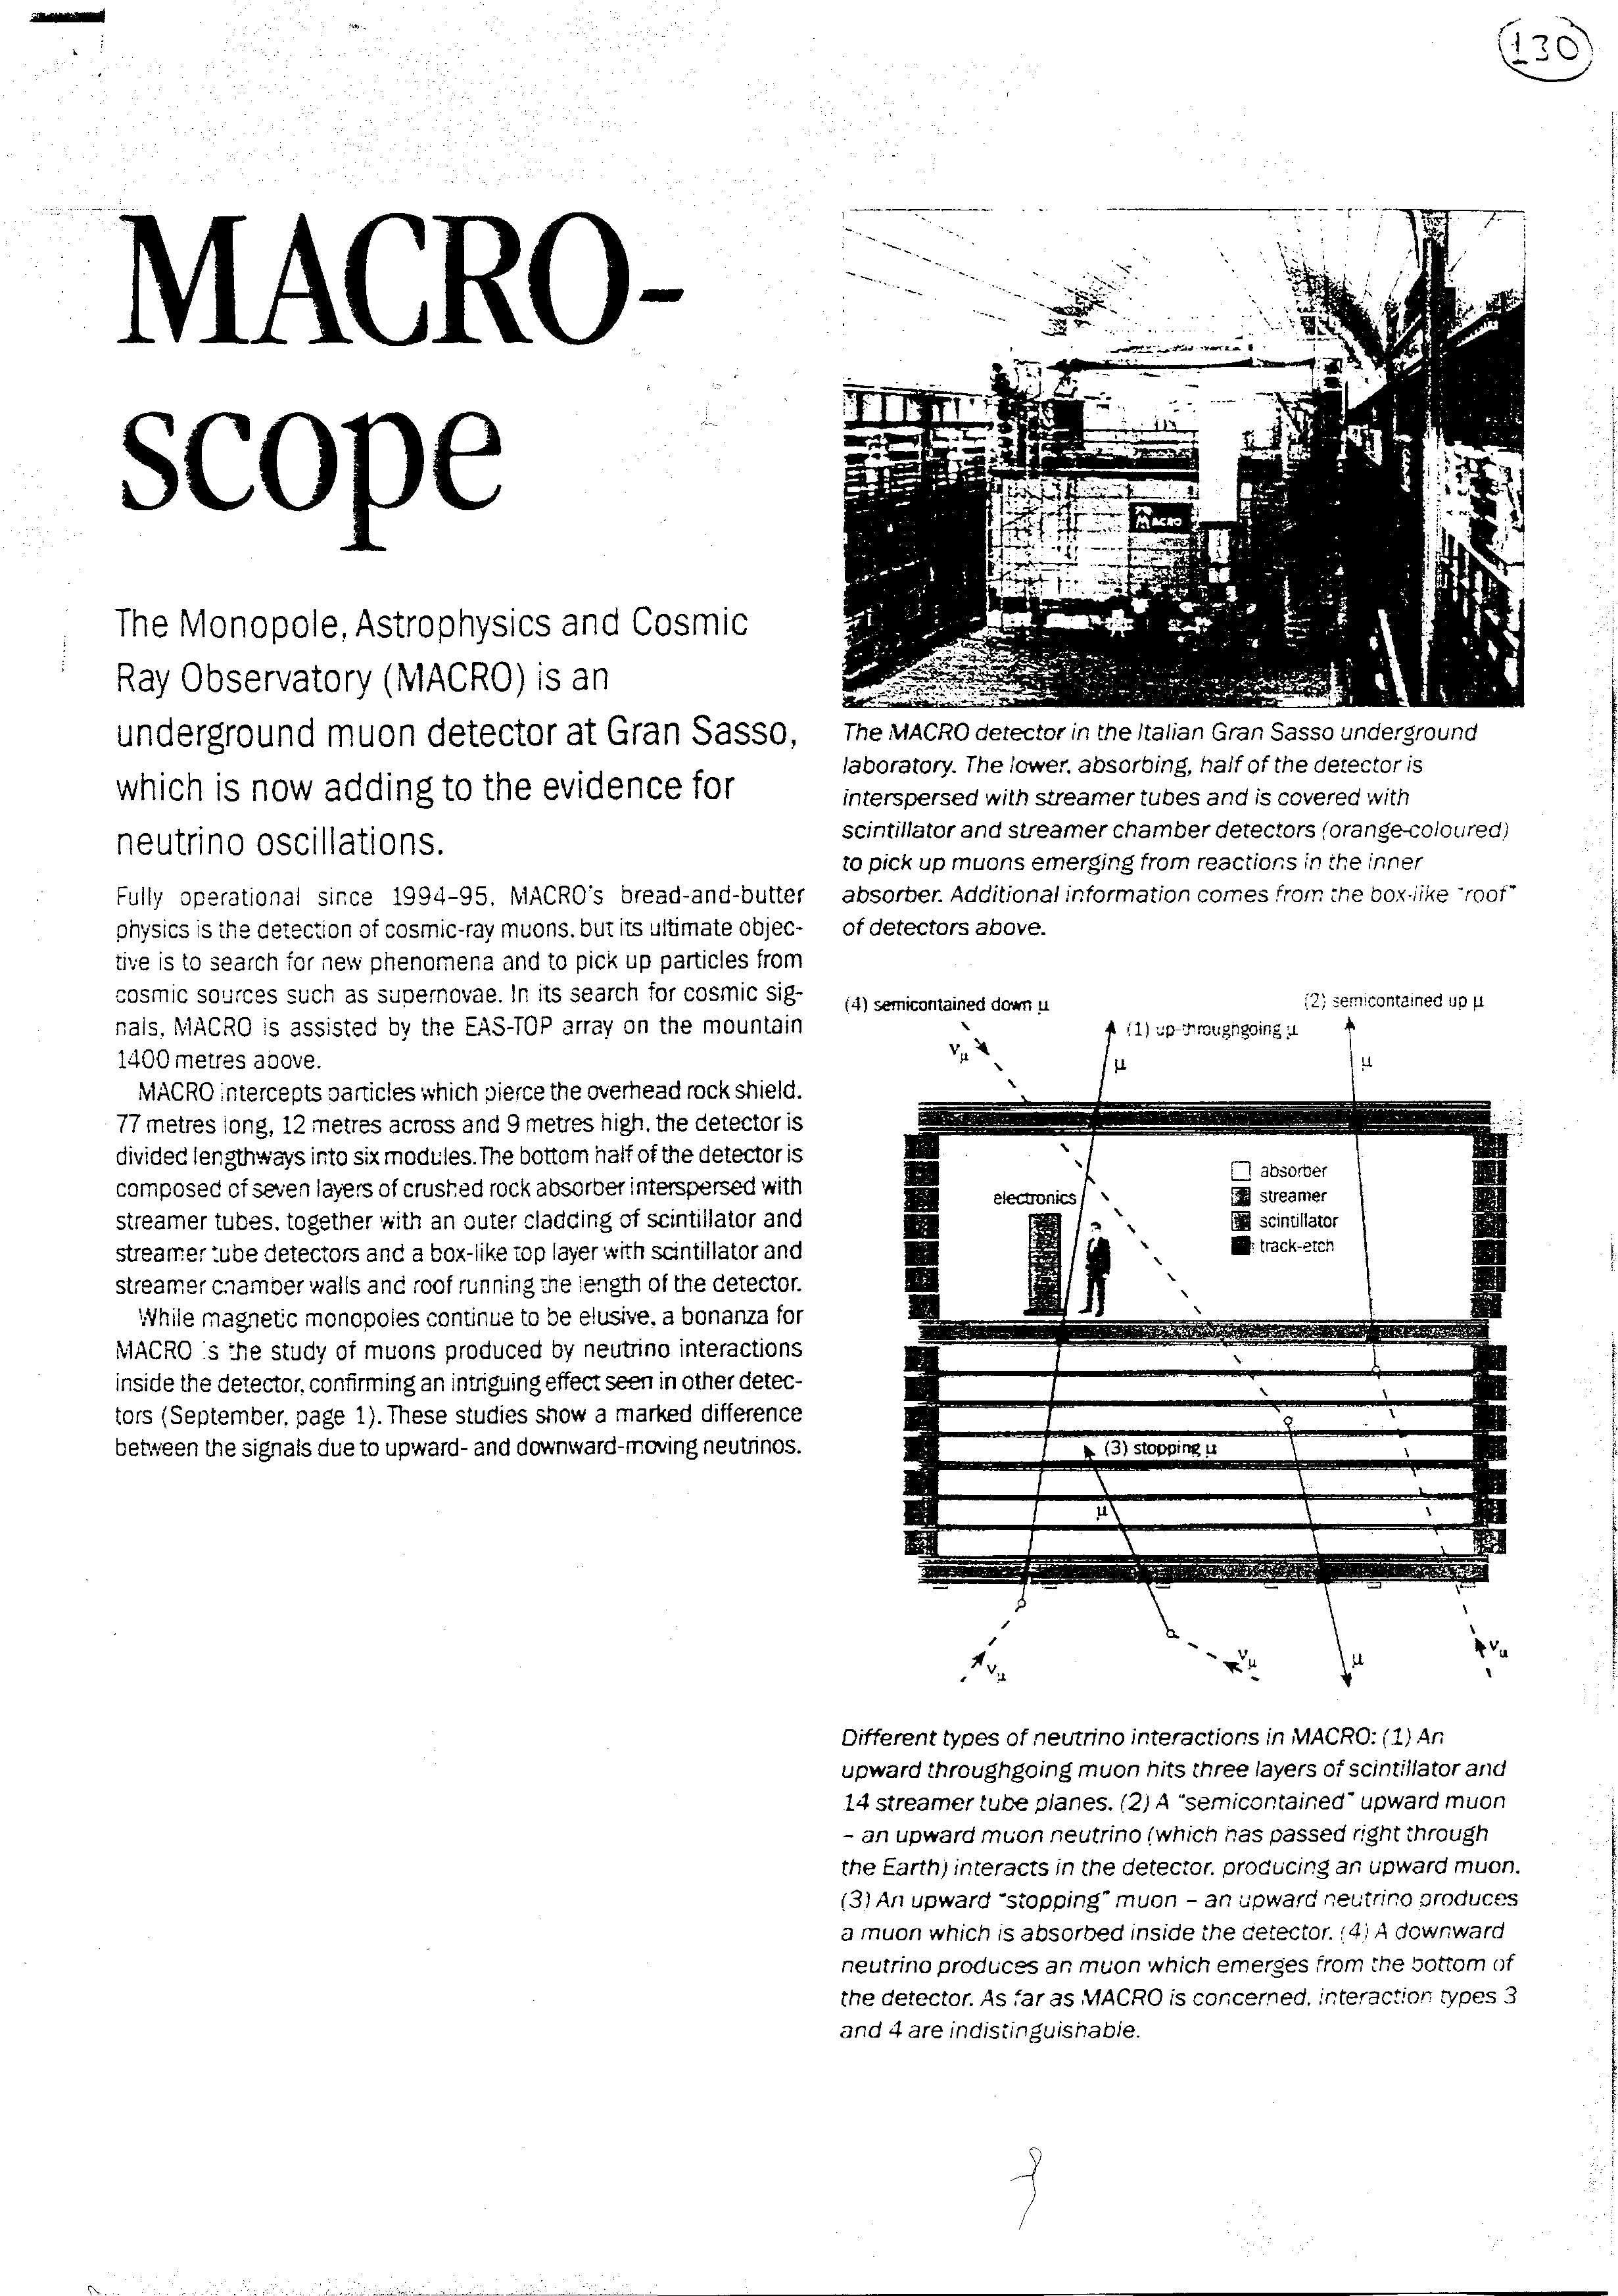 130
MACRO-
scope
The Monopole, Astrophysics and Cosmic
Ray Observatory (MACRO) is an
underground muon detector at Gran Sasso,
which is now adding to the evidence for
neutrino oscillations.
Fully operational since 1994–95, MACRO's bread-and-butter
physics is the detection of cosmic-ray muons, but its ultimate objec-
tive is to search for new phenomena and to pick up particles from
cosmic sources such as supernovae. In its search for cosmic sig-
nals, MACRO is assisted by the EAS-TOP array on the mountain
1400 metres above.
MACRO intercepts particles which pierce the overhead rock shield.
77 metres long, 12 metres across and 9 metres high, the detector is
divided lengthways into six modules. The bottom half of the detector is
composed of seven layers of crushed rock absorber interspersed with
streamer tubes, together with an outer cladding of scintillator and
streamer tube detectors and a box-like top layer with scintillator and
streamer chamber walls and roof running the length of the detector.
While magnetic monopoles continue to be elusive, a bonanza for
MACRO is the study of muons produced by neutrino interactions
inside the detector, confirming an intriguing effect seen in other detec-
tors (September, page 1). These studies show a marked difference
between the signals due to upward- and downward-moving neutrinos.
MACRO
The MACRO detector in the Italian Gran Sasso underground
laboratory. The lower, absorbing, half of the detector is
interspersed with streamer tubes and is covered with
scintillator and streamer chamber detectors (orange-coloured)
to pick up muons emerging from reactions in the inner
absorber. Additional information comes from the box-like "roof"
of detectors above.
(4) semicontained down μ
(2) semicontained up μ
(1) up-throughgoing μ
νμ
μ
μ
absorber
streamer
scintillator
track-etch
electronics
(3) stopping μ
μ
νμ
νμ
μ
νμ
Different types of neutrino interactions in MACRO: (1) An
upward throughgoing muon hits three layers of scintillator and
14 streamer tube planes. (2) A "semicontained" upward muon
– an upward muon neutrino (which has passed right through
the Earth) interacts in the detector, producing an upward muon.
(3) An upward "stopping" muon – an upward neutrino produces
a muon which is absorbed inside the detector. (4) A downward
neutrino produces an muon which emerges from the bottom of
the detector. As far as MACRO is concerned, interaction types 3
and 4 are indistinguishable.